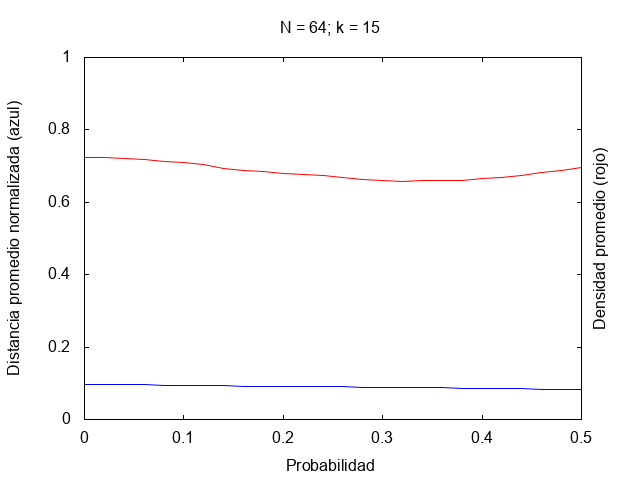 N = 64; k = 15
Distancia promedio normalizada (azul)
Densidad promedio (rojo)
1
0.8
0.6
0.4
0.2
0
0 0.1 0.2 0.3 0.4 0.5
Probabilidad